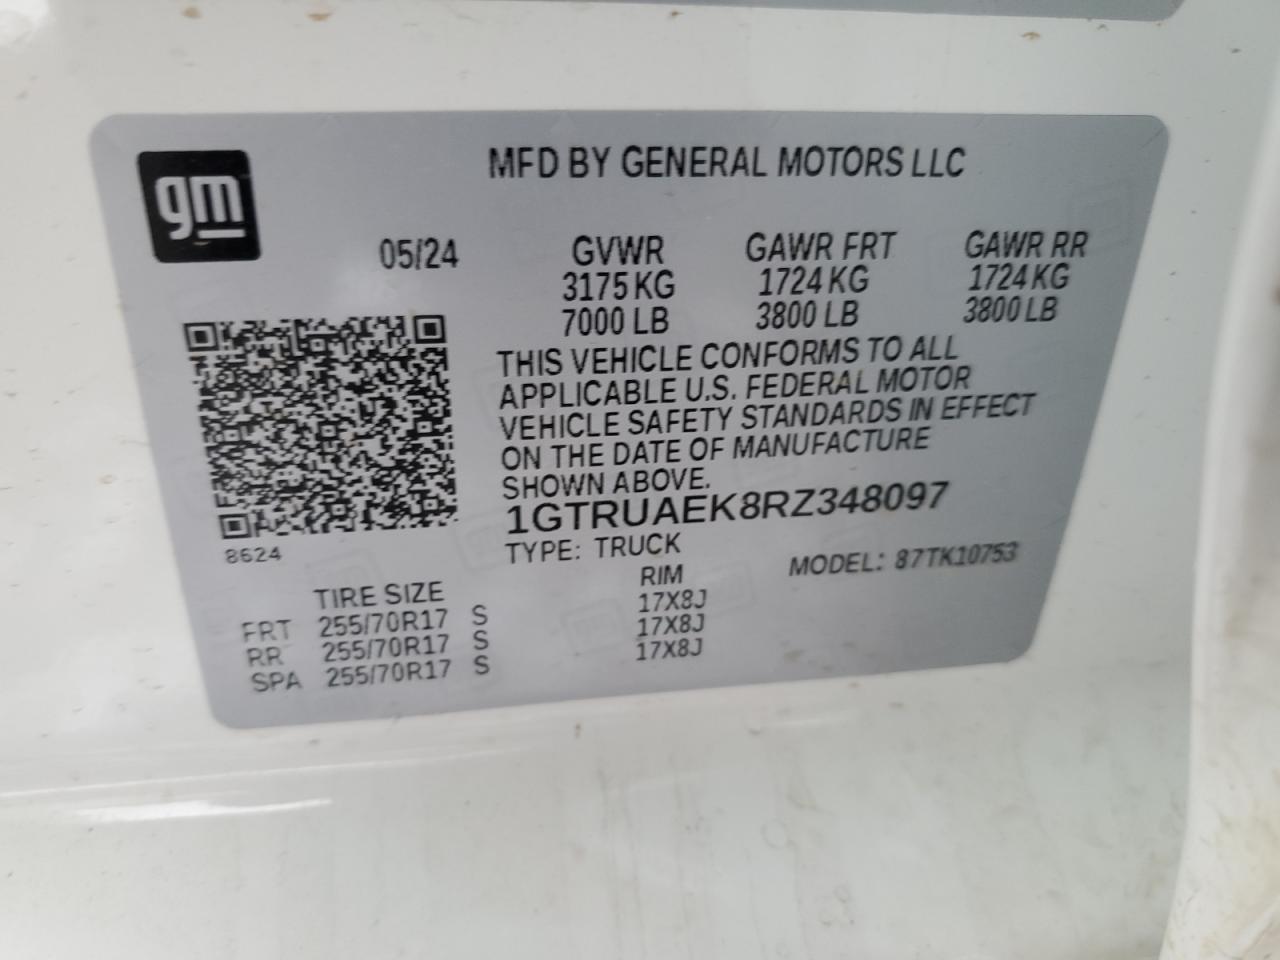 gm
MFD BY GENERAL MOTORS LLC
05/24
GVWR GAWR FRT GAWR RR
3175 KG 1724 KG 1724 KG
7000 LB 3800 LB 3800 LB
THIS VEHICLE CONFORMS TO ALL
APPLICABLE U.S. FEDERAL MOTOR
VEHICLE SAFETY STANDARDS IN EFFECT
ON THE DATE OF MANUFACTURE
SHOWN ABOVE.
1GTRUAEK8RZ348097
8624
TYPE: TRUCK MODEL: 87TK10753
TIRE SIZE RIM
FRT 255/70R17 S 17X8J
RR 255/70R17 S 17X8J
SPA 255/70R17 S 17X8J